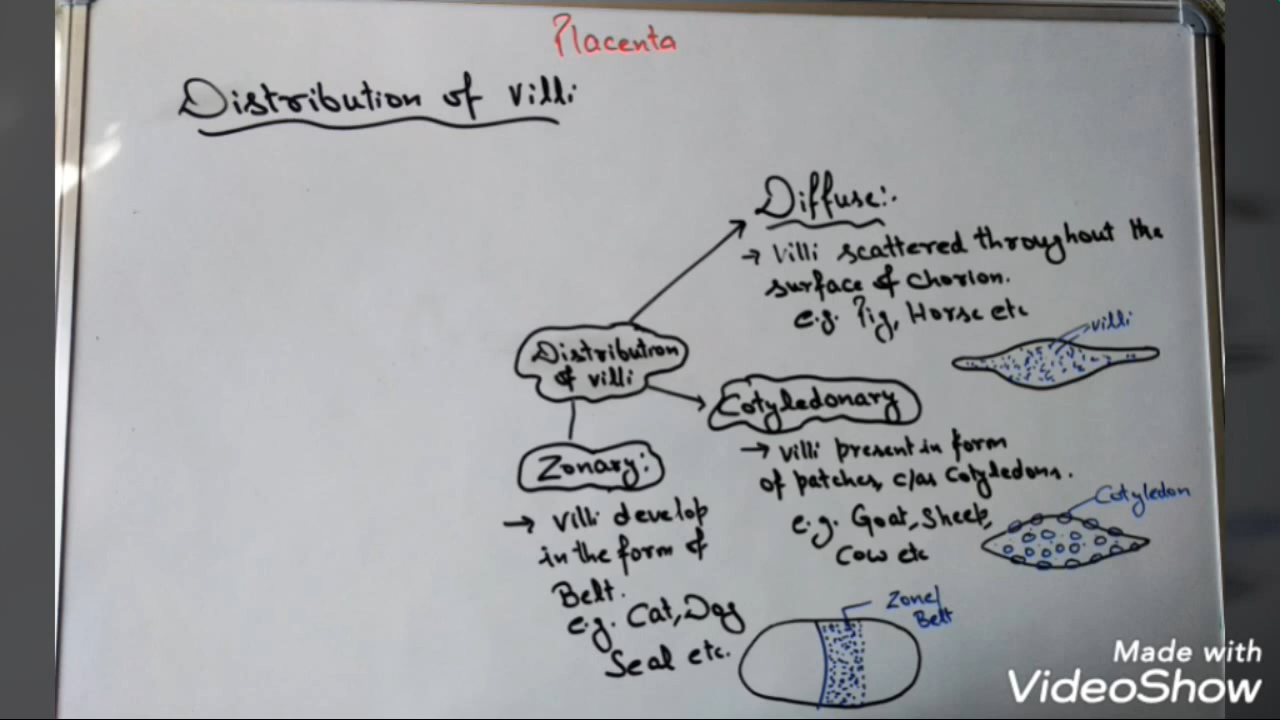 Placenta
Distribution of villi
Diffuse:-
→ Villi scattered throughout the
surface of chorion.
e.g. Pig, Horse etc
villi
Distribution
of villi
Cotyledonary
→ villi present in form
of patches, c/as Cotyledons.
e.g. Goat, Sheep,
Cow etc
Cotyledon
Zonary:
→ villi develop
in the form of
Belt.
e.g. Cat, Dog
Seal etc.
Zone/
Belt
Made with
VideoShow